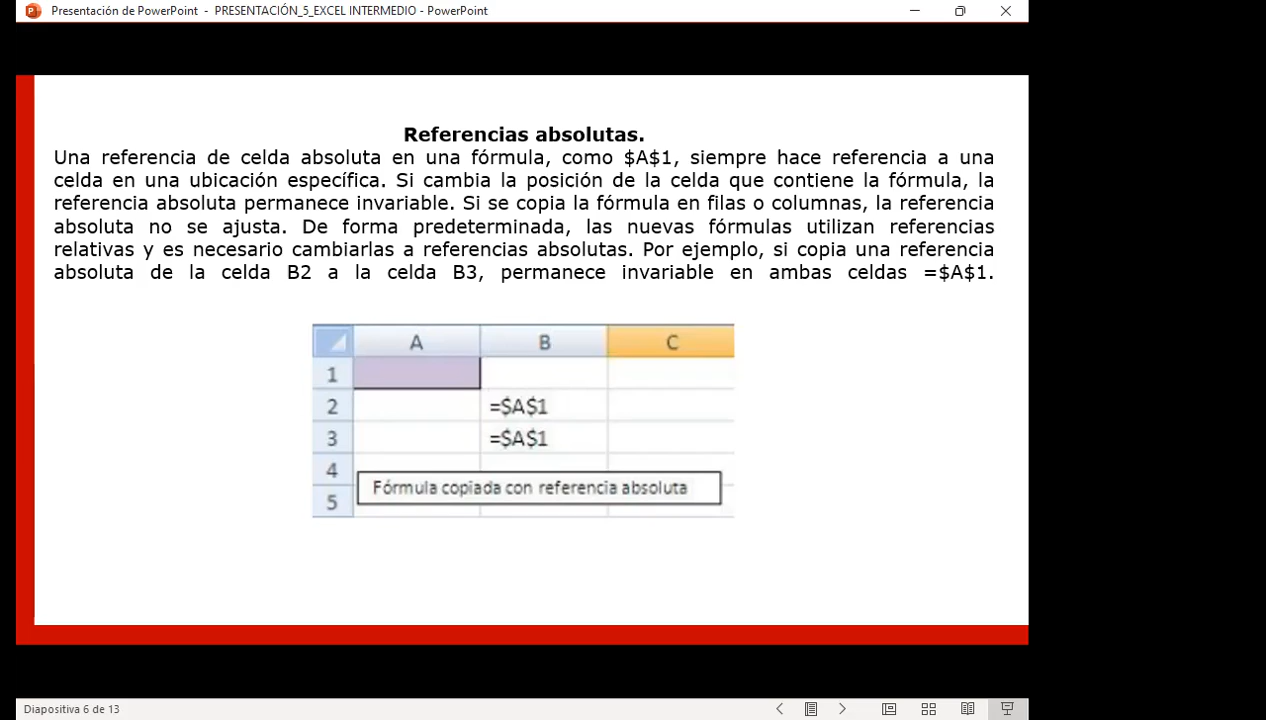 Presentación de PowerPoint - PRESENTACIÓN_5_EXCEL INTERMEDIO - PowerPoint
Referencias absolutas.
Una referencia de celda absoluta en una fórmula, como $A$1, siempre hace referencia a una
celda en una ubicación específica. Si cambia la posición de la celda que contiene la fórmula, la
referencia absoluta permanece invariable. Si se copia la fórmula en filas o columnas, la referencia
absoluta no se ajusta. De forma predeterminada, las nuevas fórmulas utilizan referencias
relativas y es necesario cambiarlas a referencias absolutas. Por ejemplo, si copia una referencia
absoluta de la celda B2 a la celda B3, permanece invariable en ambas celdas =$A$1.
A B C
1
2 =$A$1
3 =$A$1
4
Fórmula copiada con referencia absoluta
5
Diapositiva 6 de 13